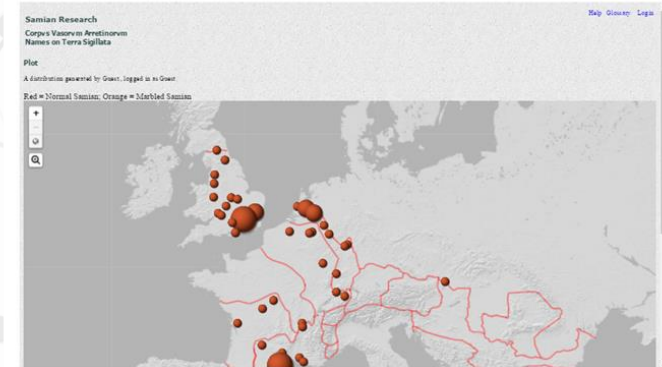 Help Glossary Login
Samian Research
Corpvs Vasorvm Arretinorvm
Names on Terra Sigillata
Plot
A distribution generated by Guest, logged in as Guest.
Red = Normal Samian; Orange = Marbled Samian
+
-